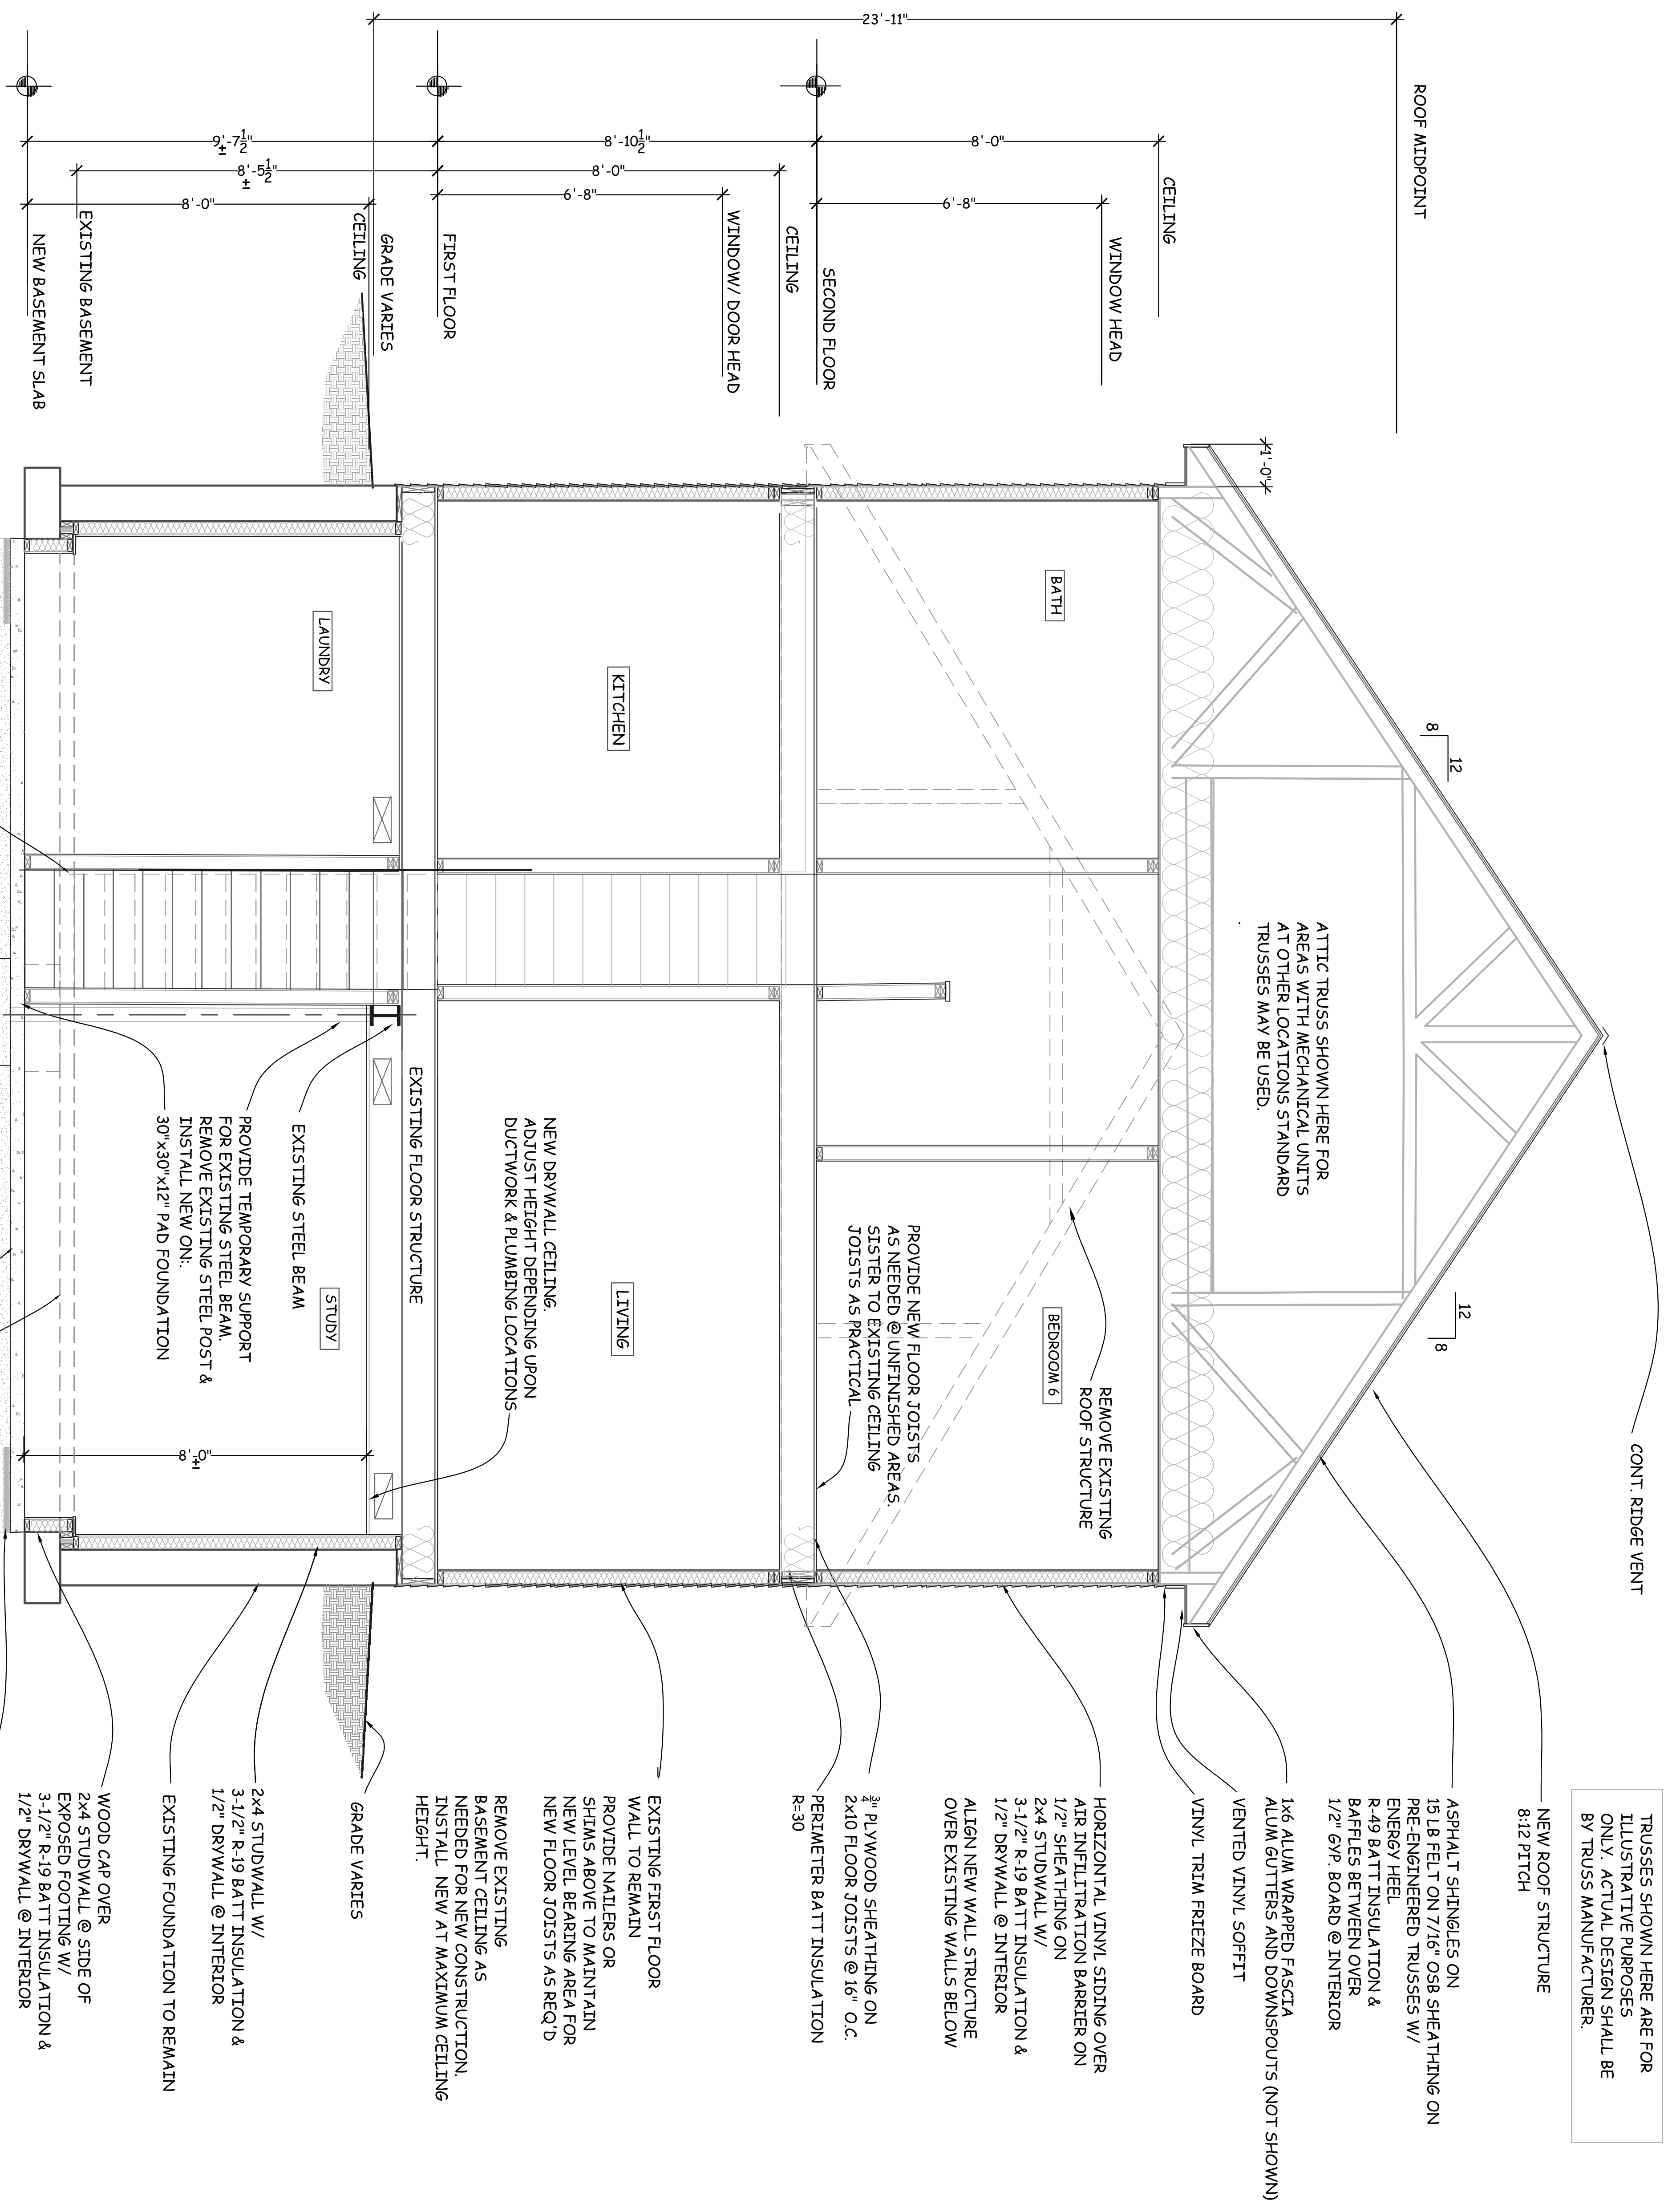 TRUSSES SHOWN HERE ARE FOR
ILLUSTRATIVE PURPOSES
ONLY. ACTUAL DESIGN SHALL BE
BY TRUSS MANUFACTURER.
CONT. RIDGE VENT
NEW ROOF STRUCTURE
8:12 PITCH
ROOF MIDPOINT
12
8
12
8
ASPHALT SHINGLES ON
15 LB FELT ON 7/16" OSB SHEATHING ON
PRE-ENGINEERED TRUSSES W/
ENERGY HEEL
R-49 BATT INSULATION &
BAFFLES BETWEEN OVER
1/2" GYP. BOARD @ INTERIOR
ATTIC TRUSS SHOWN HERE FOR
AREAS WITH MECHANICAL UNITS
AT OTHER LOCATIONS STANDARD
TRUSSES MAY BE USED.
1'-0"
1x6 ALUM WRAPPED FASCIA
ALUM GUTTERS AND DOWNSPOUTS (NOT SHOWN)
VENTED VINYL SOFFIT
VINYL TRIM FRIEZE BOARD
23'-11"
CEILING
WINDOW HEAD
8'-0"
6'-8"
SECOND FLOOR
CEILING
WINDOW/ DOOR HEAD
8'-10 1/2"
8'-0"
6'-8"
FIRST FLOOR
GRADE VARIES
CEILING
9'-7 1/2"
±
8'-5 1/2"
±
8'-0"
EXISTING BASEMENT
NEW BASEMENT SLAB
BATH
BEDROOM 6
REMOVE EXISTING
ROOF STRUCTURE
HORIZONTAL VINYL SIDING OVER
AIR INFILITRATION BARRIER ON
1/2" SHEATHING ON
2x4 STUDWALL W/
3-1/2" R-19 BATT INSULATION &
1/2" DRYWALL @ INTERIOR
ALIGN NEW WALL STRUCTURE
OVER EXISTING WALLS BELOW
PROVIDE NEW FLOOR JOISTS
AS NEEDED @ UNFINISHED AREAS.
SISTER TO EXISTING CEILING
JOISTS AS PRACTICAL
3/4" PLYWOOD SHEATHING ON
2x10 FLOOR JOISTS @ 16" O.C.
PERIMETER BATT INSULATION
R=30
KITCHEN
LIVING
EXISTING FIRST FLOOR
WALL TO REMAIN
PROVIDE NAILERS OR
SHIMS ABOVE TO MAINTAIN
NEW LEVEL BEARING AREA FOR
NEW FLOOR JOISTS AS REQ'D
NEW DRYWALL CEILING.
ADJUST HEIGHT DEPENDING UPON
DUCTWORK & PLUMBING LOCATIONS
REMOVE EXISTING
BASEMENT CEILING AS
NEEDED FOR NEW CONSTRUCTION.
INSTALL NEW AT MAXIMUM CEILING
HEIGHT.
EXISTING FLOOR STRUCTURE
GRADE VARIES
LAUNDRY
STUDY
EXISTING STEEL BEAM
PROVIDE TEMPORARY SUPPORT
FOR EXISTING STEEL BEAM.
REMOVE EXISTING STEEL POST &
INSTALL NEW ON:.
30"x30"x12" PAD FOUNDATION
8'-0"
±
2x4 STUDWALL W/
3-1/2" R-19 BATT INSULATION &
1/2" DRYWALL @ INTERIOR
EXISTING FOUNDATION TO REMAIN
WOOD CAP OVER
2x4 STUDWALL @ SIDE OF
EXPOSED FOOTING W/
3-1/2" R-19 BATT INSULATION &
1/2" DRYWALL @ INTERIOR